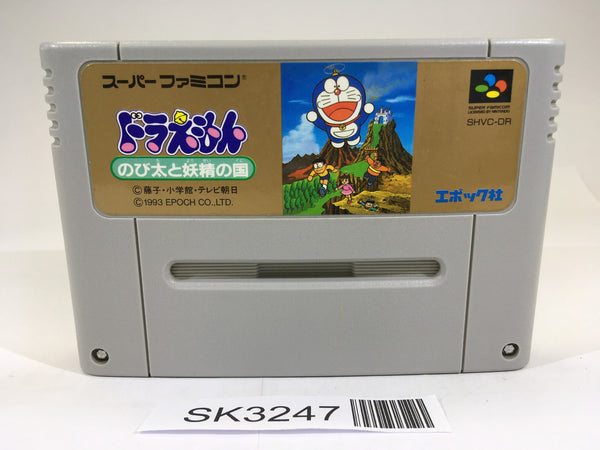 スーパーファミコン®
ドラえもん
のび太と妖精の国
©藤子・小学館・テレビ朝日
©1993 EPOCH CO.,LTD.
SUPER FAMICOM
LICENSED BY NINTENDO
SHVC-DR
エポック社
SK3247